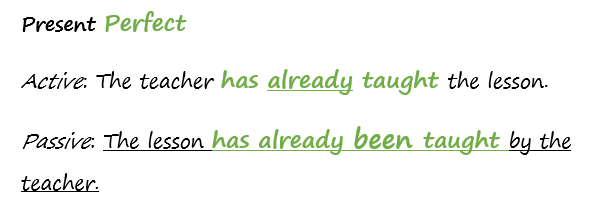 Present Perfect
Active: The teacher has already taught the lesson.
Passive: The lesson has already been taught by the
teacher.